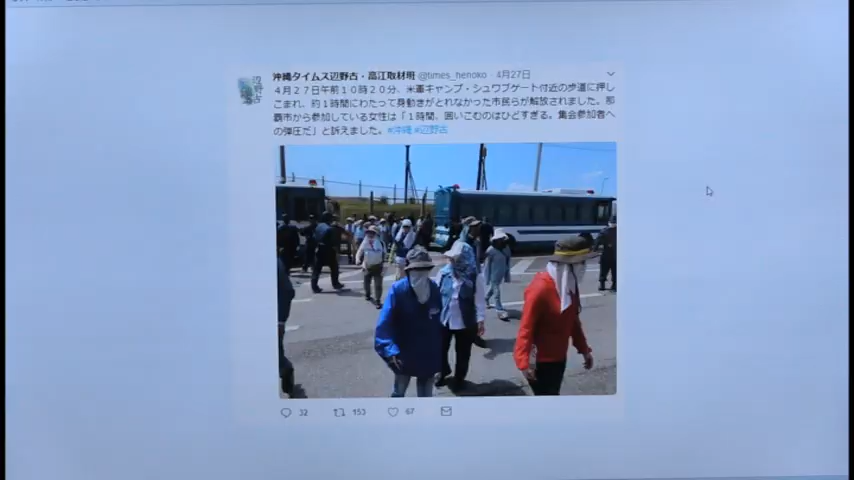 沖縄タイムス辺野古・高江取材班 @times_henoko · 4月27日
4月27日午前10時20分、米軍キャンプ・シュワブゲート付近の歩道に押し
こまれ、約1時間にわたって身動きがとれなかった市民らが解放されました。那
覇市から参加している女性は「1時間、囲いこむのはひどすぎる。集会参加者へ
の弾圧だ」と訴えました。#沖縄 #辺野古
32 153 67